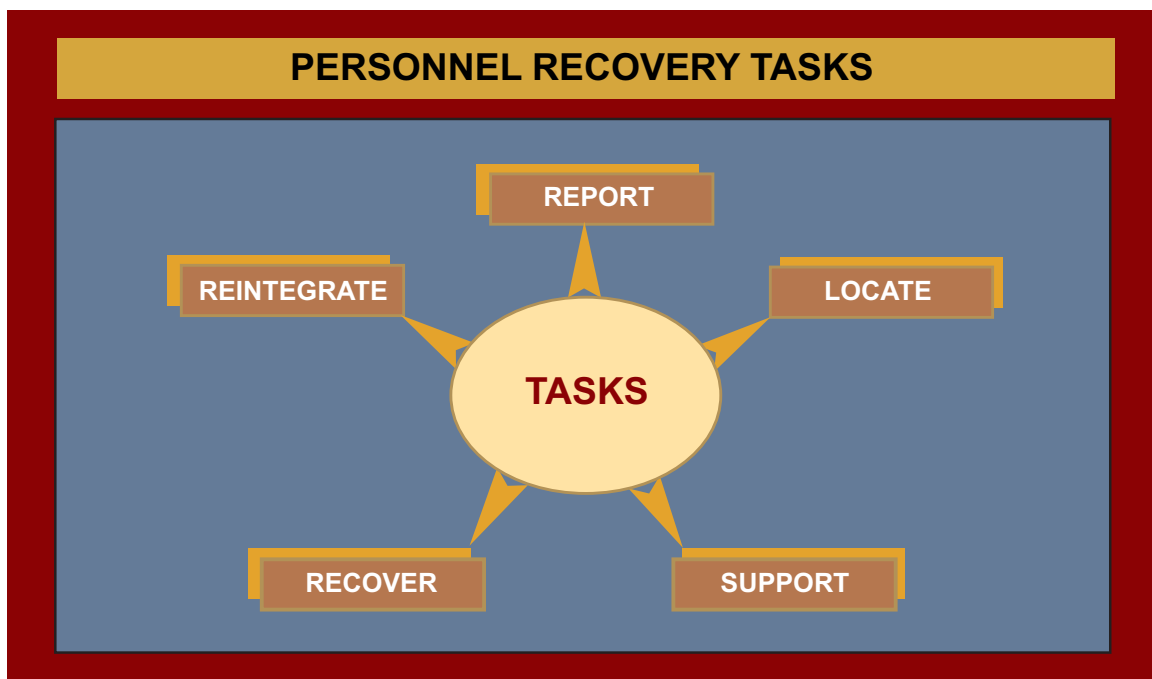 PERSONNEL RECOVERY TASKS
REPORT
REINTEGRATE
LOCATE
TASKS
RECOVER
SUPPORT